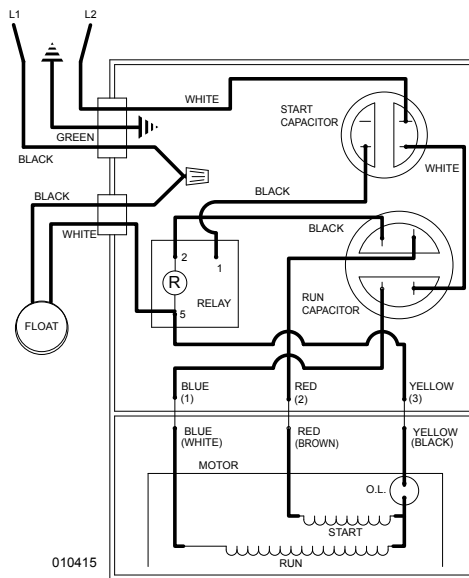 L1
L2
WHITE
START
CAPACITOR
GREEN
BLACK
WHITE
BLACK
BLACK
WHITE
BLACK
2
1
R
RELAY
5
RUN
CAPACITOR
FLOAT
BLUE
(1)
RED
(2)
YELLOW
(3)
BLUE
(WHITE)
RED
(BROWN)
YELLOW
(BLACK)
MOTOR
O.L.
START
RUN
010415